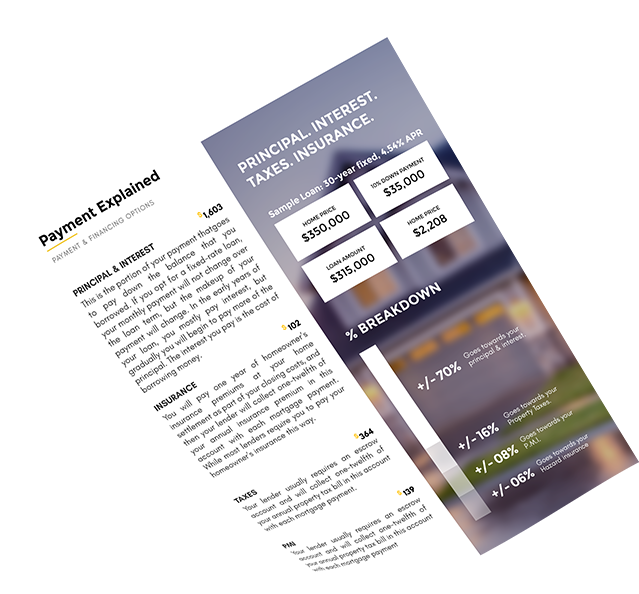 Payment Explained
PAYMENT & FINANCING OPTIONS
PRINCIPAL & INTEREST
$1,603
This is the portion of your payment thatgoes
to pay down the balance that you
borrowed. If you opt for a fixed-rate loan,
your monthly payment will not change over
the loan term, but the makeup of your
payment will change. In the early years of
your loan, you mostly pay interest, but
gradually you will begin to pay more of the
principal. The interest you pay is the cost of
borrowing money.
INSURANCE
$102
You will pay one year of homeowner's
insurance premiums at your home
settlement as part of your closing costs, and
then your lender will collect one-twelfth of
your annual insurance premium in this
account with each mortgage payment.
While most lenders require you to pay your
homeowner's insurance this way.
TAXES
$364
Your lender usually requires an escrow
account and will collect one-twelfth of
your annual property tax bill in this account
with each mortgage payment.
PMI
$139
Your lender usually requires an escrow
account and will collect one-twelfth of
your annual property tax bill in this account
with each mortgage payment
PRINCIPAL. INTEREST.
TAXES. INSURANCE.
Sample Loan: 30-year fixed, 4.54% APR
HOME PRICE
$350,000
10% DOWN PAYMENT
$35,000
LOAN AMOUNT
$315,000
HOME PRICE
$2,208
% BREAKDOWN
+/-70% Goes towards your
principal & interest.
+/-16% Goes towards your
Property Taxes.
+/-08% Goes towards your
P.M.I.
+/-06% Goes towards your
Hazard insurance